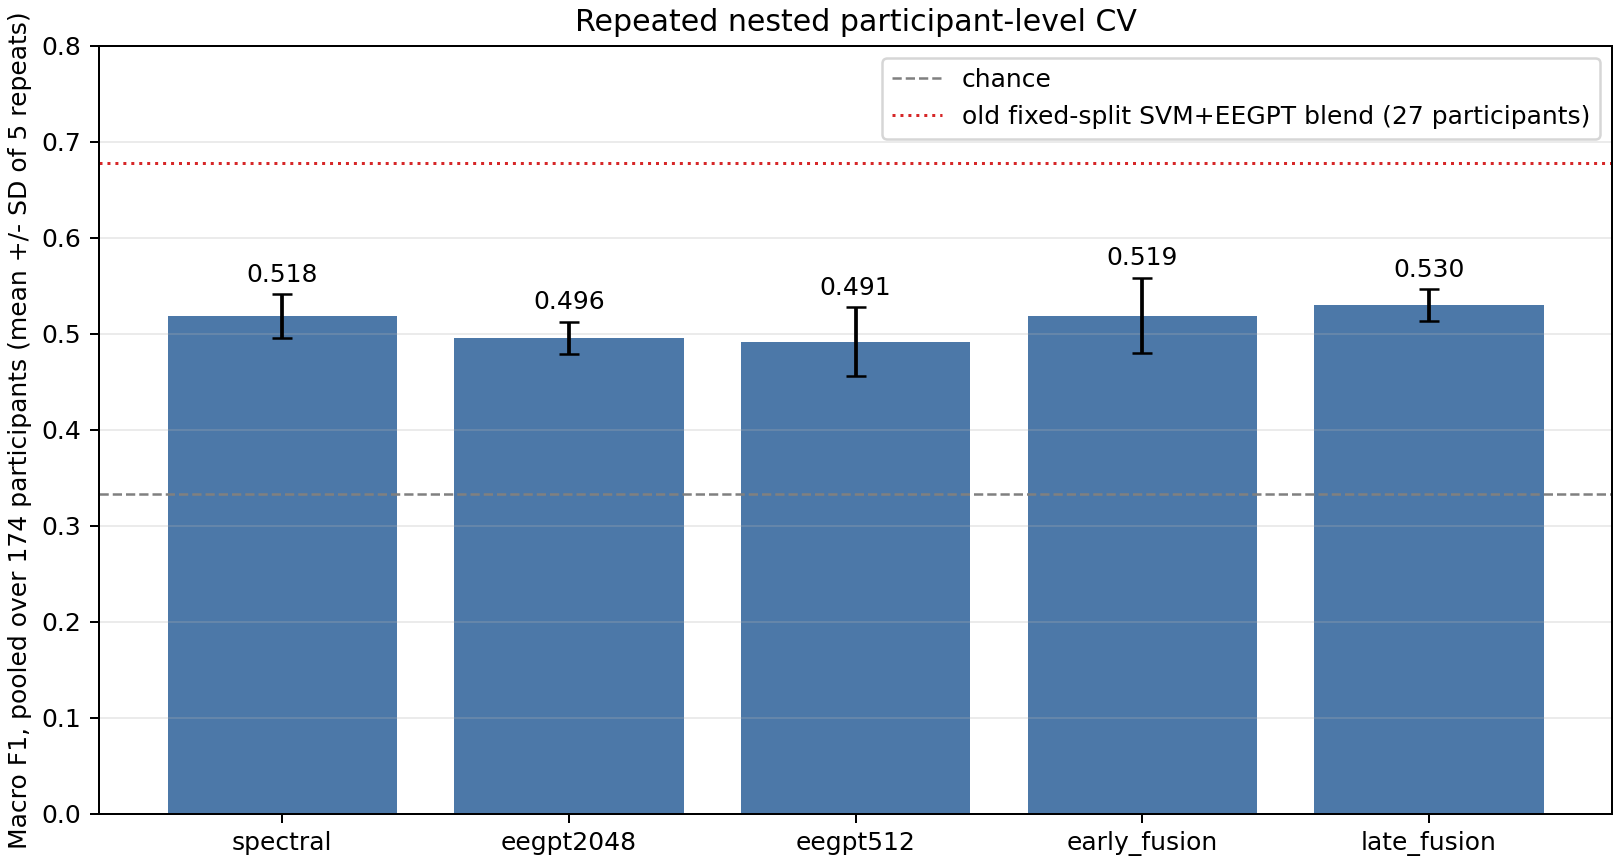 Repeated nested participant-level CV
Macro F1, pooled over 174 participants (mean +/- SD of 5 repeats)
0.8
0.7
0.6
0.5
0.4
0.3
0.2
0.1
0.0
chance
old fixed-split SVM+EEGPT blend (27 participants)
0.518
0.496
0.491
0.519
0.530
spectral
eegpt2048
eegpt512
early_fusion
late_fusion